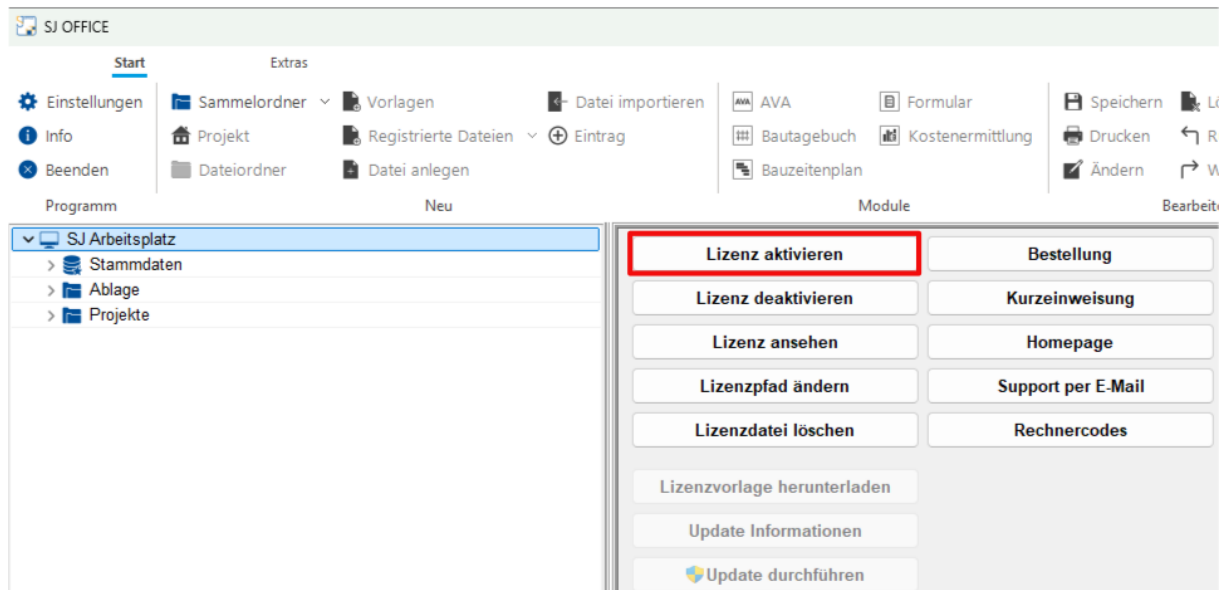 SJ OFFICE
Start Extras
Einstellungen Sammelordner Vorlagen Datei importieren AVA AVA Formular Speichern
Info Projekt Registrierte Dateien Eintrag Bautagebuch Kostenermittlung Drucken
Beenden Dateiordner Datei anlegen Bauzeitenplan Ändern
Programm Neu Module
SJ Arbeitsplatz
Stammdaten
Ablage
Projekte
Lizenz aktivieren Bestellung
Lizenz deaktivieren Kurzeinweisung
Lizenz ansehen Homepage
Lizenzpfad ändern Support per E-Mail
Lizenzdatei löschen Rechnercodes
Lizenzvorlage herunterladen
Update Informationen
Update durchführen